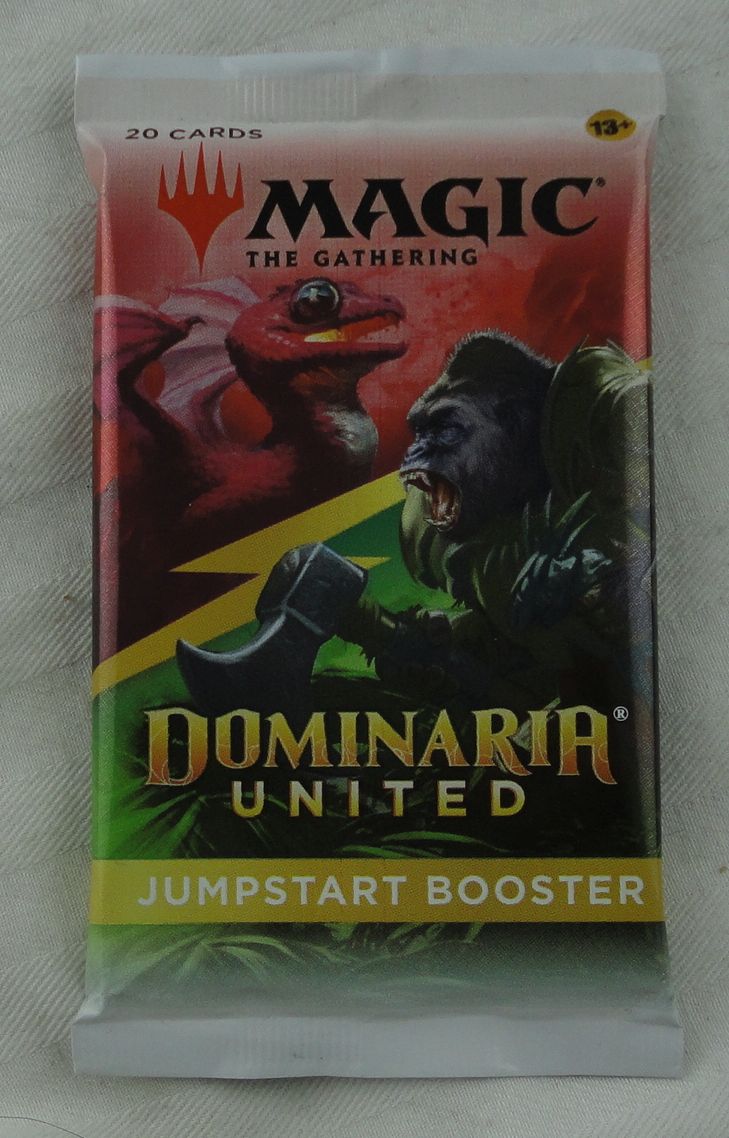 20 CARDS
13+
MAGIC®
THE GATHERING
DOMINARIA®
UNITED
JUMPSTART BOOSTER